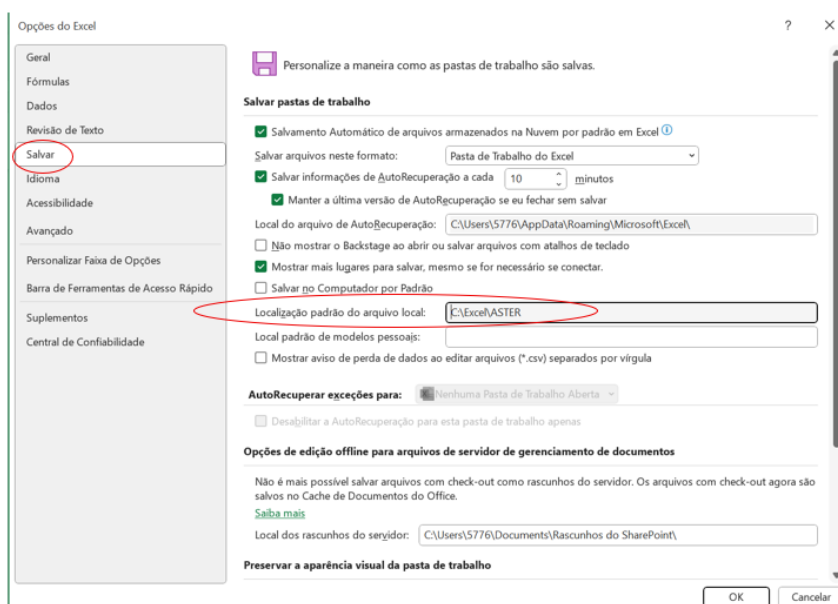 Opções do Excel ? ×
Geral
Fórmulas
Dados
Revisão de Texto
Salvar
Idioma
Acessibilidade
Avançado
Personalizar Faixa de Opções
Barra de Ferramentas de Acesso Rápido
Suplementos
Central de Confiabilidade
Personalize a maneira como as pastas de trabalho são salvas.
Salvar pastas de trabalho
Salvamento Automático de arquivos armazenados na Nuvem por padrão em Excel
Salvar arquivos neste formato: Pasta de Trabalho do Excel
Salvar informações de AutoRecuperação a cada 10 minutos
Manter a última versão de AutoRecuperação se eu fechar sem salvar
Local do arquivo de AutoRecuperação: C:\Users\5776\AppData\Roaming\Microsoft\Excel\
Não mostrar o Backstage ao abrir ou salvar arquivos com atalhos de teclado
Mostrar mais lugares para salvar, mesmo se for necessário se conectar.
Salvar no Computador por Padrão
Localização padrão do arquivo local: C:\Excel\ASTER
Local padrão de modelos pessoais:
Mostrar aviso de perda de dados ao editar arquivos (*.csv) separados por vírgula
AutoRecuperar exceções para: Nenhuma Pasta de Trabalho Aberta
Desabilitar a AutoRecuperação para esta pasta de trabalho apenas
Opções de edição offline para arquivos de servidor de gerenciamento de documentos
Não é mais possível salvar arquivos com check-out como rascunhos do servidor. Os arquivos com check-out agora são
salvos no Cache de Documentos do Office.
Saiba mais
Local dos rascunhos do servidor: C:\Users\5776\Documents\Rascunhos do SharePoint\
Preservar a aparência visual da pasta de trabalho
OK Cancelar